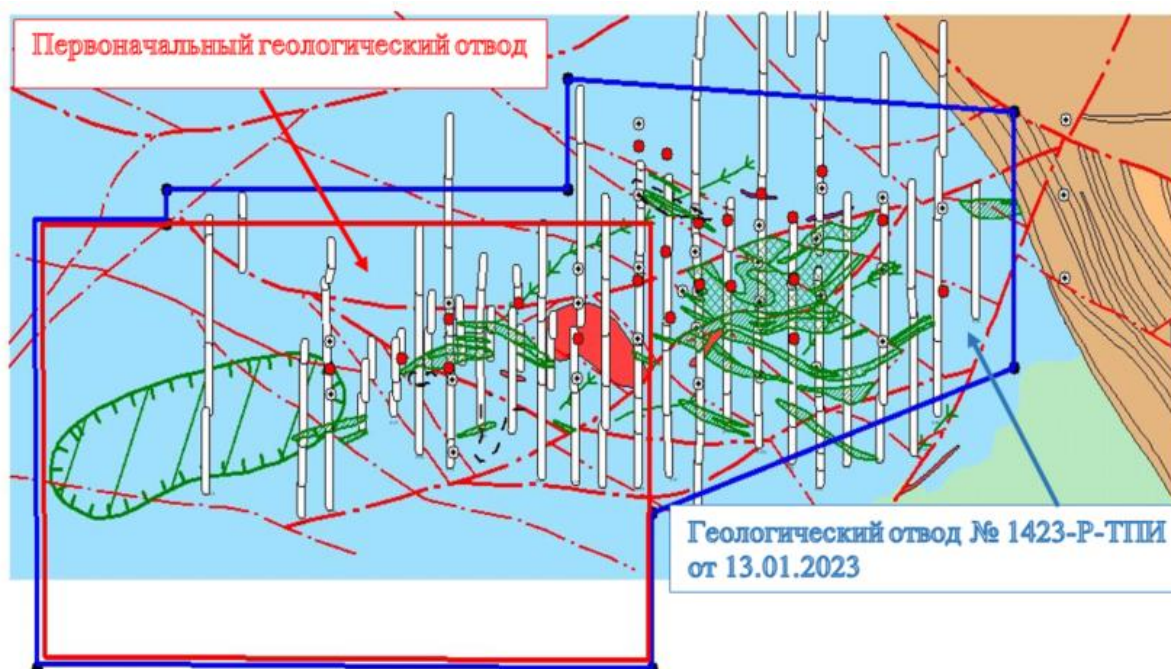 Первоначальный геологический отвод
Геологический отвод № 1423-Р-ТПИ
от 13.01.2023